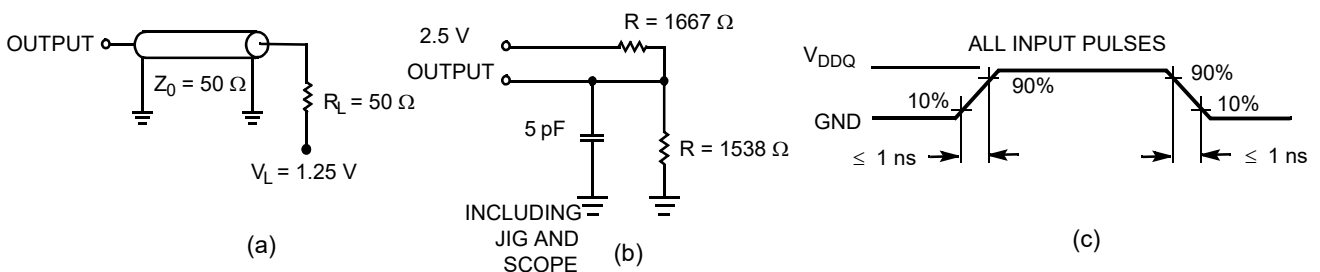 OUTPUT
Z0 = 50 Ω
RL = 50 Ω
VL = 1.25 V
(a)
R = 1667 Ω
2.5 V
OUTPUT
5 pF
R = 1538 Ω
INCLUDING
JIG AND
SCOPE
(b)
ALL INPUT PULSES
VDDQ
90%
90%
10%
10%
GND
≤ 1 ns
≤ 1 ns
(c)